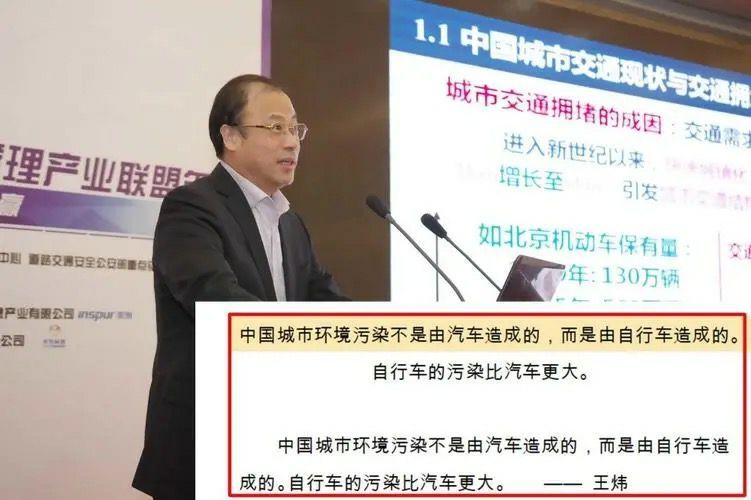 1.1 中国城市交通现状与交通拥
城市交通拥堵的成因：交通需
进入新世纪以来，
增长至 引发
如北京机动车保有量：
年: 130万辆
理产业联盟
赢
中心 道路交通安全公安部重点
理产业有限公司 inspur 浪潮
公司
中国城市环境污染不是由汽车造成的，而是由自行车造成的。
自行车的污染比汽车更大。
中国城市环境污染不是由汽车造成的，而是由自行车造
成的。自行车的污染比汽车更大。 —— 王炜